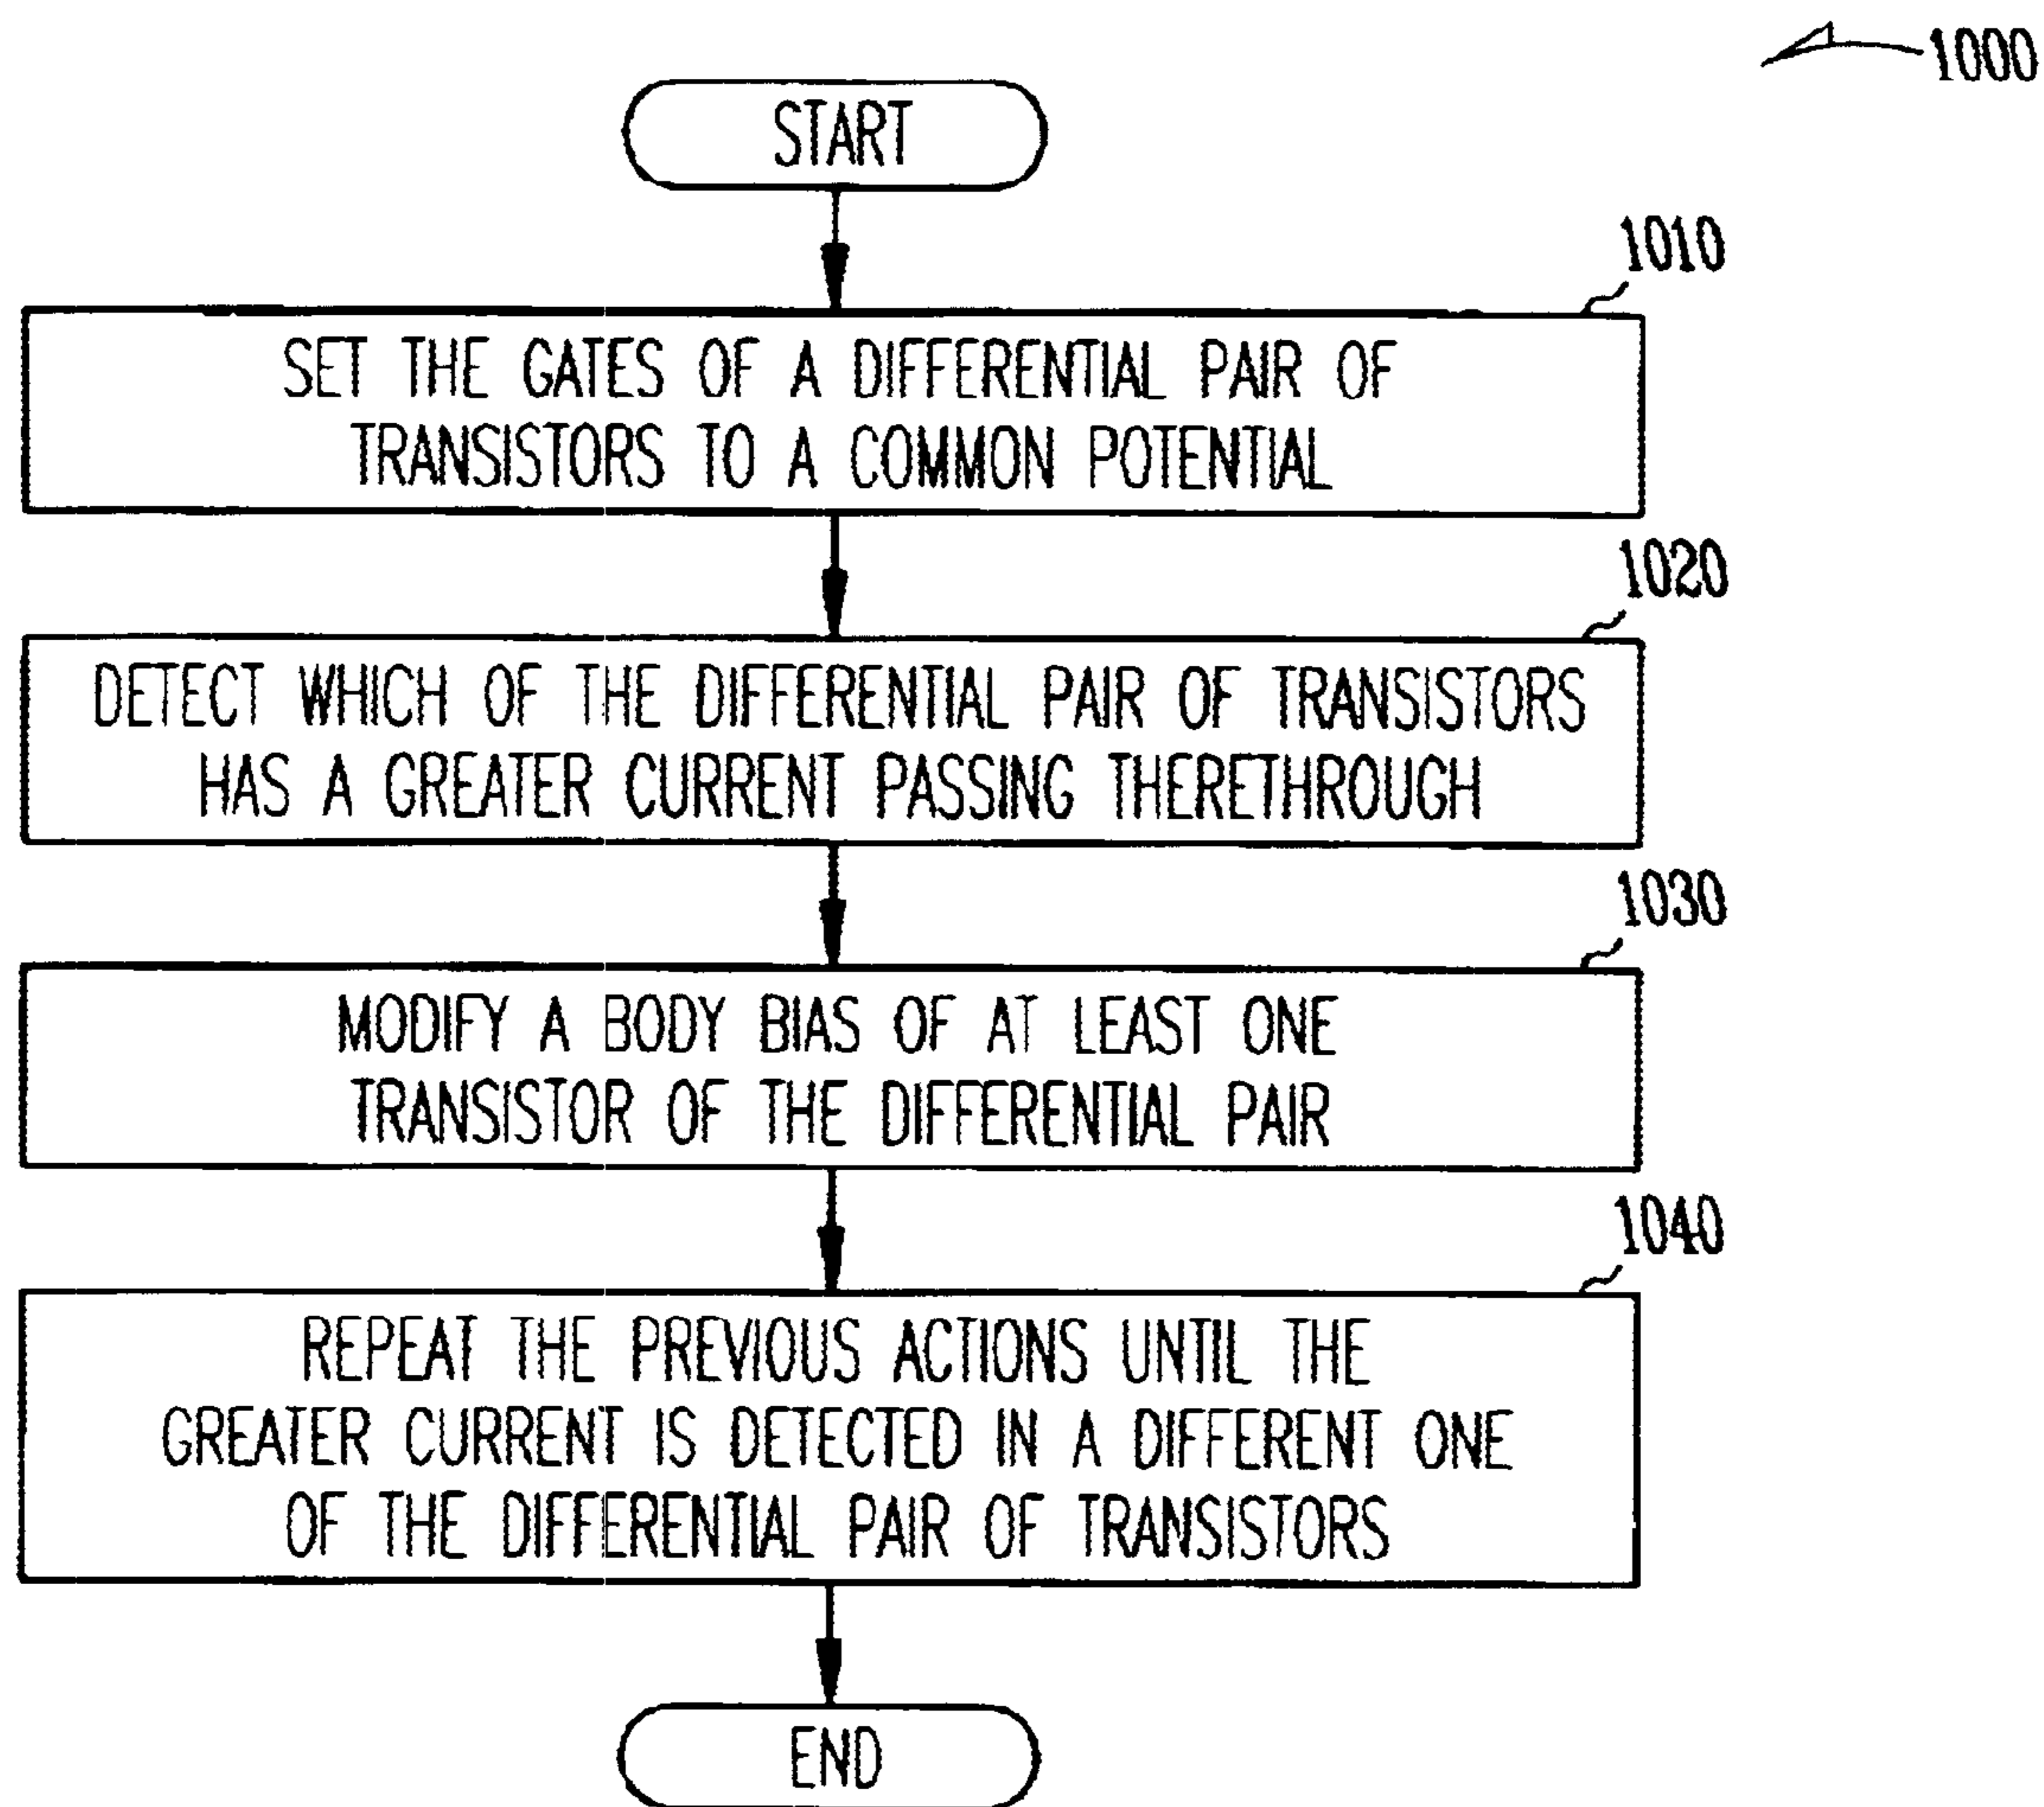 1000
START
1010
SET THE GATES OF A DIFFERENTIAL PAIR OF
TRANSISTORS TO A COMMON POTENTIAL
1020
DETECT WHICH OF THE DIFFERENTIAL PAIR OF TRANSISTORS
HAS A GREATER CURRENT PASSING THERETHROUGH
1030
MODIFY A BODY BIAS OF AT LEAST ONE
TRANSISTOR OF THE DIFFERENTIAL PAIR
1040
REPEAT THE PREVIOUS ACTIONS UNTIL THE
GREATER CURRENT IS DETECTED IN A DIFFERENT ONE
OF THE DIFFERENTIAL PAIR OF TRANSISTORS
END